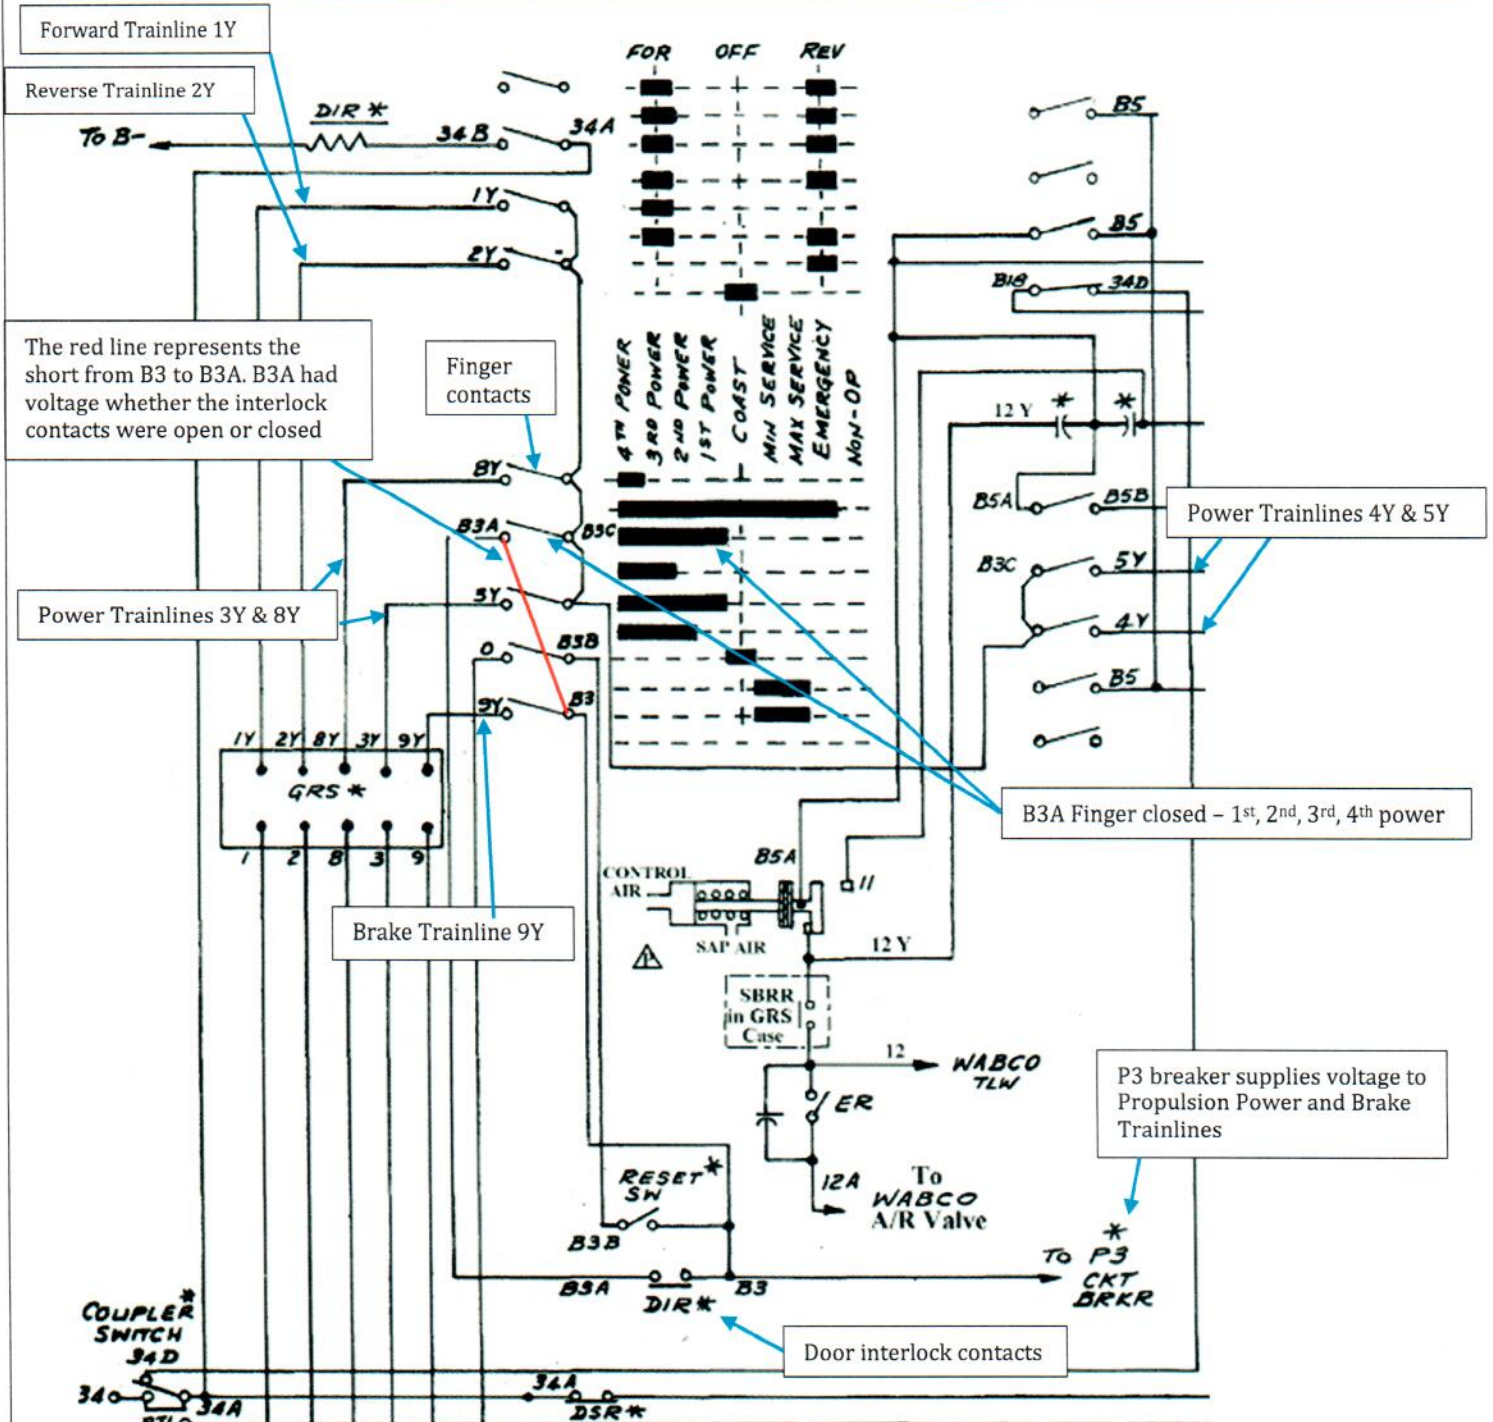 Forward Trainline 1Y
Reverse Trainline 2Y
FOR OFF REV
DIR *
TO B-
34B
34A
1Y
2Y
B5
B5
B18
34D
The red line represents the
short from B3 to B3A. B3A had
voltage whether the interlock
contacts were open or closed
Finger
contacts
4TH POWER
3RD POWER
2ND POWER
1ST POWER
COAST
MIN SERVICE
MAX SERVICE
EMERGENCY
NON-OP
12 Y * *
8Y
B3A
B3C
B5A
B5B
Power Trainlines 4Y & 5Y
B3C
5Y
Power Trainlines 3Y & 8Y
3Y
4Y
0
B3B
B5
9Y
B3
1Y 2Y 8Y 3Y 9Y
GRS *
1 2 8 3 9
B3A Finger closed – 1st, 2nd, 3rd, 4th power
B5A
CONTROL
AIR
11
SAP AIR
P
Brake Trainline 9Y
12 Y
SBRR
in GRS
Case
12
WABCO
TLW
ER
P3 breaker supplies voltage to
Propulsion Power and Brake
Trainlines
RESET *
SW
12A
To
WABCO
A/R Valve
B3B
*
TO P3
CKT
BRKR
B3A
B3
DIR *
COUPLER *
SWITCH
Door interlock contacts
34D
34
34A
34A
DSR *